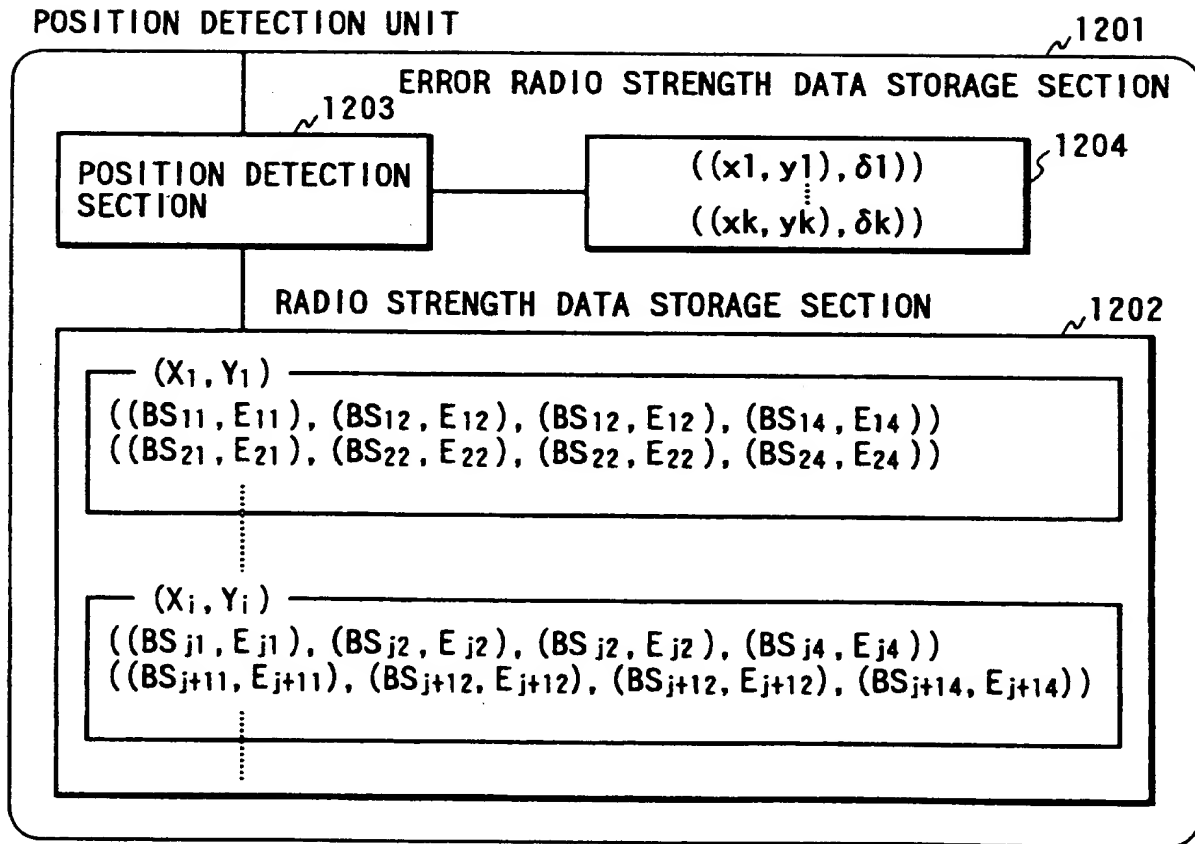 POSITION DETECTION UNIT
1201
ERROR RADIO STRENGTH DATA STORAGE SECTION
1203
POSITION DETECTION
SECTION
1204
((x1, y1), δ1))
((xk, yk), δk))
RADIO STRENGTH DATA STORAGE SECTION
1202
(X1, Y1)
((BS11, E11), (BS12, E12), (BS12, E12), (BS14, E14))
((BS21, E21), (BS22, E22), (BS22, E22), (BS24, E24))
(Xi, Yi)
((BSj1, Ej1), (BSj2, Ej2), (BSj2, Ej2), (BSj4, Ej4))
((BSj+11, Ej+11), (BSj+12, Ej+12), (BSj+12, Ej+12), (BSj+14, Ej+14))